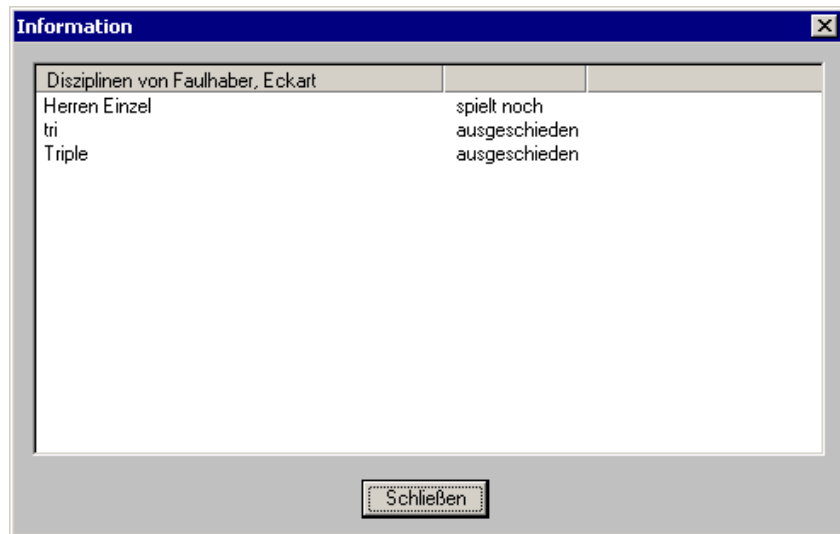 Information
Disziplinen von Faulhaber, Eckart
Herren Einzel spielt noch
tri ausgeschieden
Triple ausgeschieden
Schließen